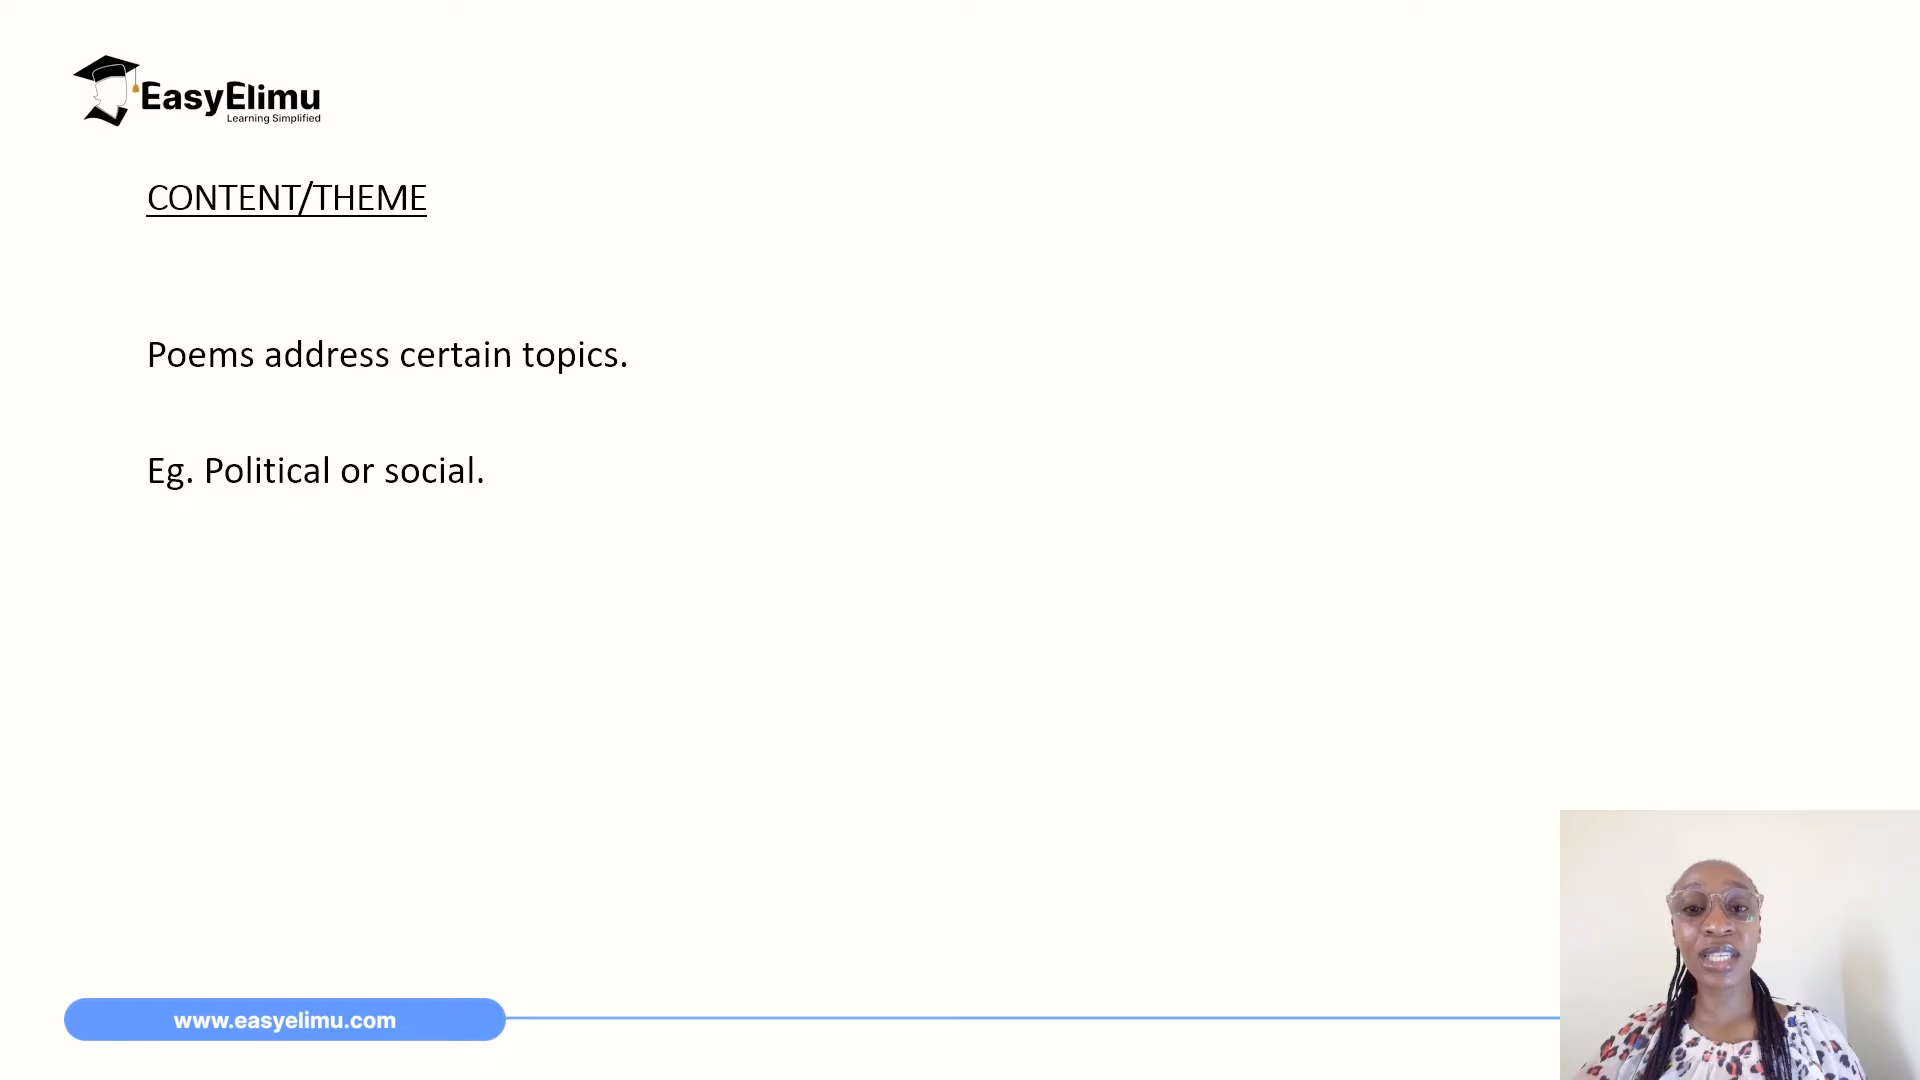 EasyElimu
Learning Simplified
CONTENT/THEME
Poems address certain topics.
Eg. Political or social.
www.easyelimu.com